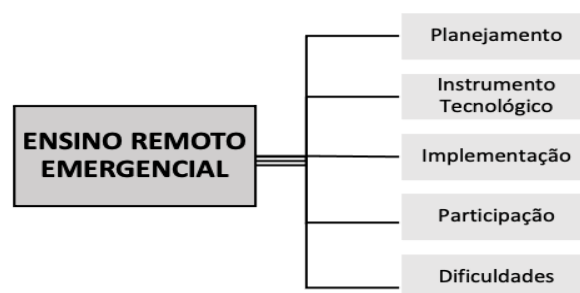 ENSINO REMOTO
EMERGENCIAL
Planejamento
Instrumento
Tecnológico
Implementação
Participação
Dificuldades